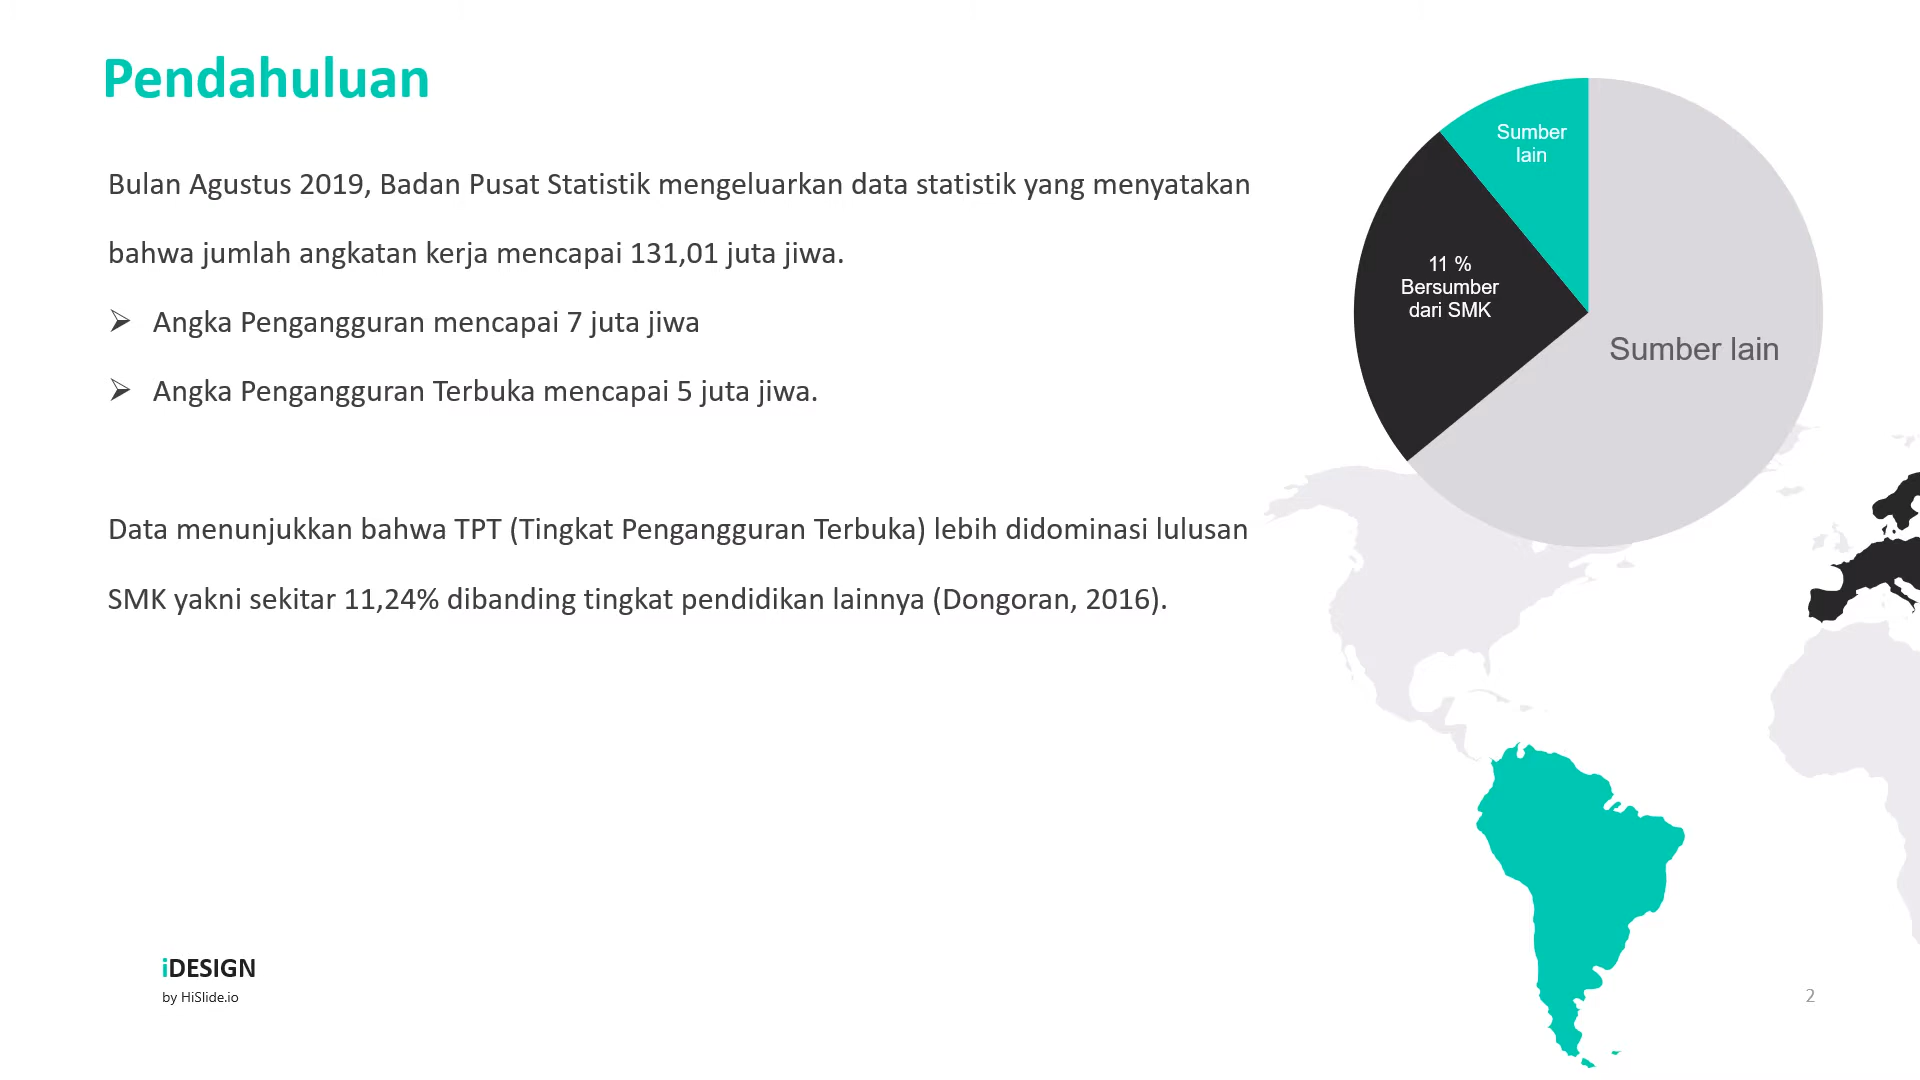 Pendahuluan
Bulan Agustus 2019, Badan Pusat Statistik mengeluarkan data statistik yang menyatakan
bahwa jumlah angkatan kerja mencapai 131,01 juta jiwa.
➢ Angka Pengangguran mencapai 7 juta jiwa
➢ Angka Pengangguran Terbuka mencapai 5 juta jiwa.
Data menunjukkan bahwa TPT (Tingkat Pengangguran Terbuka) lebih didominasi lulusan
SMK yakni sekitar 11,24% dibanding tingkat pendidikan lainnya (Dongoran, 2016).
Sumber
lain
11 %
Bersumber
dari SMK
Sumber lain
iDESIGN
by HiSlide.io
2